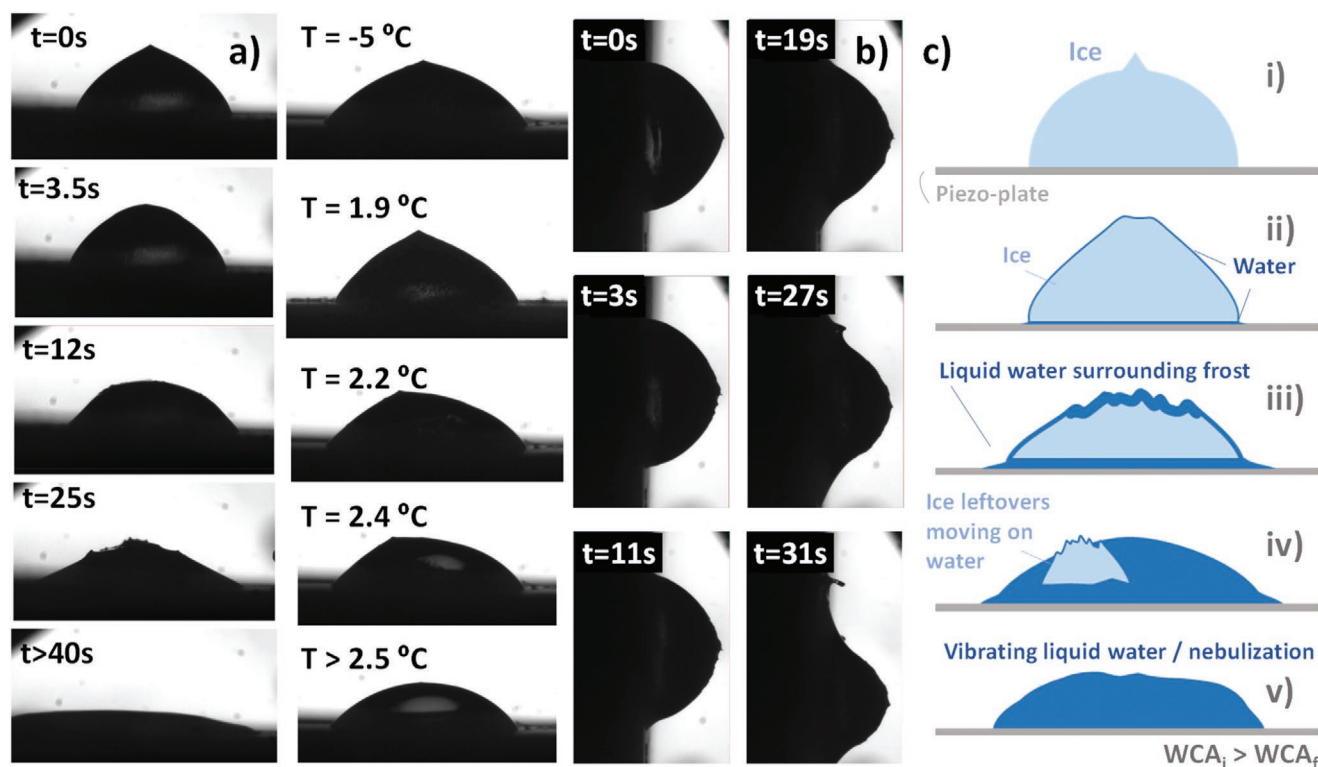 a)
t=0s
t=3.5s
t=12s
t=25s
t>40s
T = -5 ºC
T = 1.9 ºC
T = 2.2 ºC
T = 2.4 ºC
T > 2.5 ºC
b)
t=0s
t=19s
t=3s
t=27s
t=11s
t=31s
c)
Ice
i)
Piezo-plate
ii)
Ice
Water
Liquid water surrounding frost
iii)
Ice leftovers
moving on
water
iv)
Vibrating liquid water / nebulization
v)
WCAi > WCAf